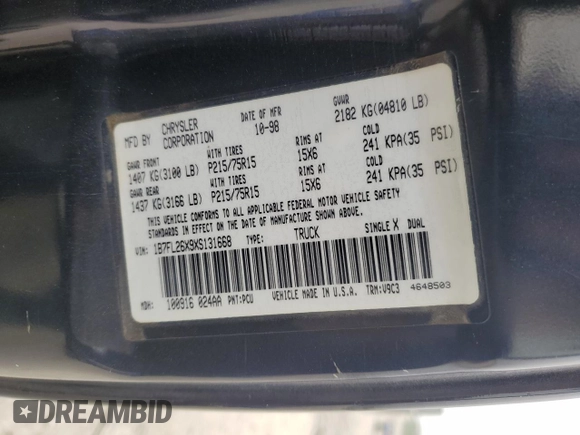 MFD BY CHRYSLER CORPORATION DATE OF MFR 10-98 GVWR 2182 KG(04810 LB)
GAWR FRONT WITH TIRES RIMS AT COLD
1407 KG(3100 LB) P215/75R15 15X6 241 KPA(35 PSI)
GAWR REAR WITH TIRES RIMS AT COLD
1437 KG(3166 LB) P215/75R15 15X6 241 KPA(35 PSI)
THIS VEHICLE CONFORMS TO ALL APPLICABLE FEDERAL MOTOR VEHICLE SAFETY
STANDARDS IN EFFECT ON THE DATE OF MANUFACTURE SHOWN ABOVE.
VIN: 1B7FL26X9XS131668 TYPE: TRUCK SINGLE X DUAL
MDH: 100916 024AA PNT:PCU VEHICLE MADE IN U.S.A. TRM:V9C3 4648503
DREAMBID